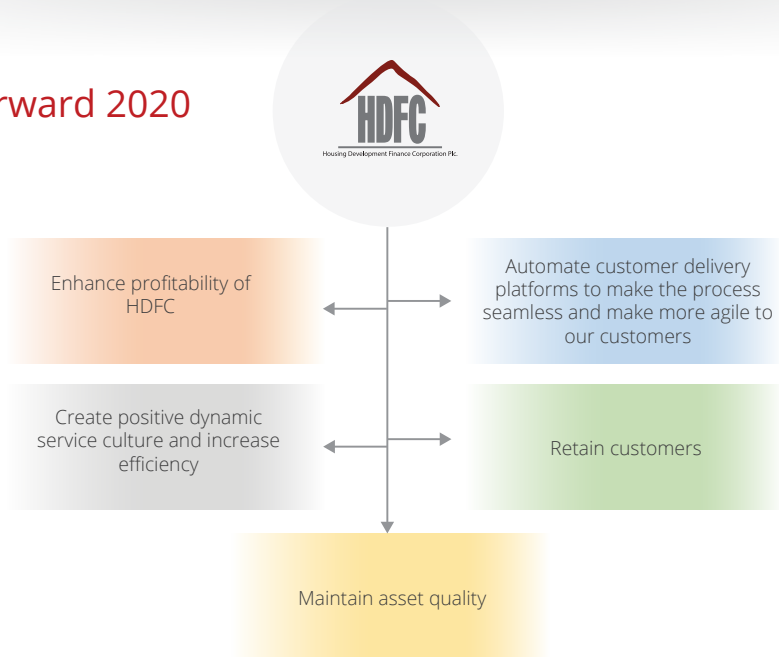 rward 2020
HDFC
Housing Development Finance Corporation Plc.
Enhance profitability of
HDFC
Automate customer delivery
platforms to make the process
seamless and make more agile to
our customers
Create positive dynamic
service culture and increase
efficiency
Retain customers
Maintain asset quality